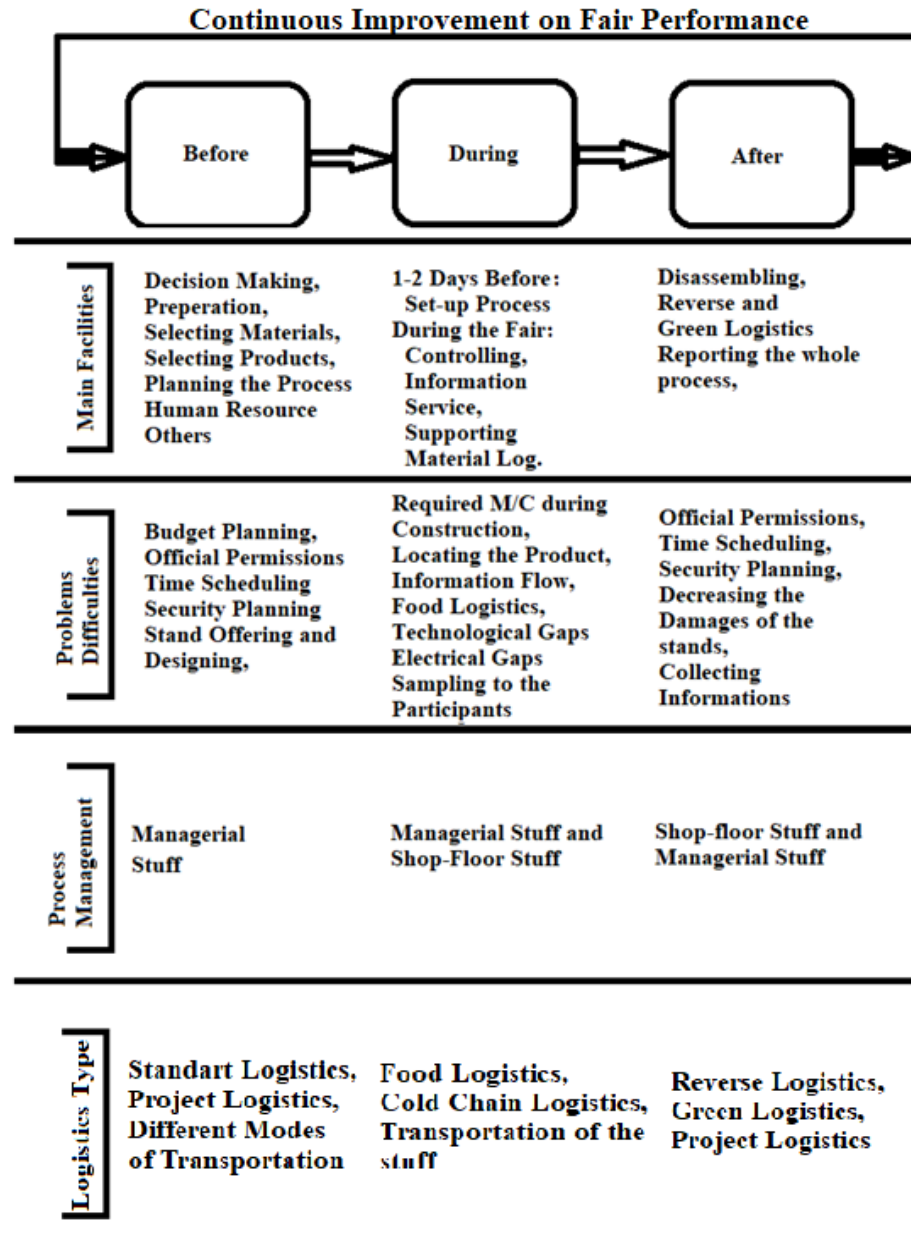 Continuous Improvement on Fair Performance
Before
During
After
Main Facilities
Decision Making,
Preperation,
Selecting Materials,
Selecting Products,
Planning the Process
Human Resource
Others
1-2 Days Before:
Set-up Process
During the Fair:
Controlling,
Information
Service,
Supporting
Material Log.
Disassembling,
Reverse and
Green Logistics
Reporting the whole
process,
Problems
Difficulties
Budget Planning,
Official Permissions
Time Scheduling
Security Planning
Stand Offering and
Designing,
Required M/C during
Construction,
Locating the Product,
Information Flow,
Food Logistics,
Technological Gaps
Electrical Gaps
Sampling to the
Participants
Official Permissions,
Time Scheduling,
Security Planning,
Decreasing the
Damages of the
stands,
Collecting
Informations
Process
Management
Managerial
Stuff
Managerial Stuff and
Shop-Floor Stuff
Shop-floor Stuff and
Managerial Stuff
Logistics Type
Standart Logistics,
Project Logistics,
Different Modes
of Transportation
Food Logistics,
Cold Chain Logistics,
Transportation of the
stuff
Reverse Logistics,
Green Logistics,
Project Logistics